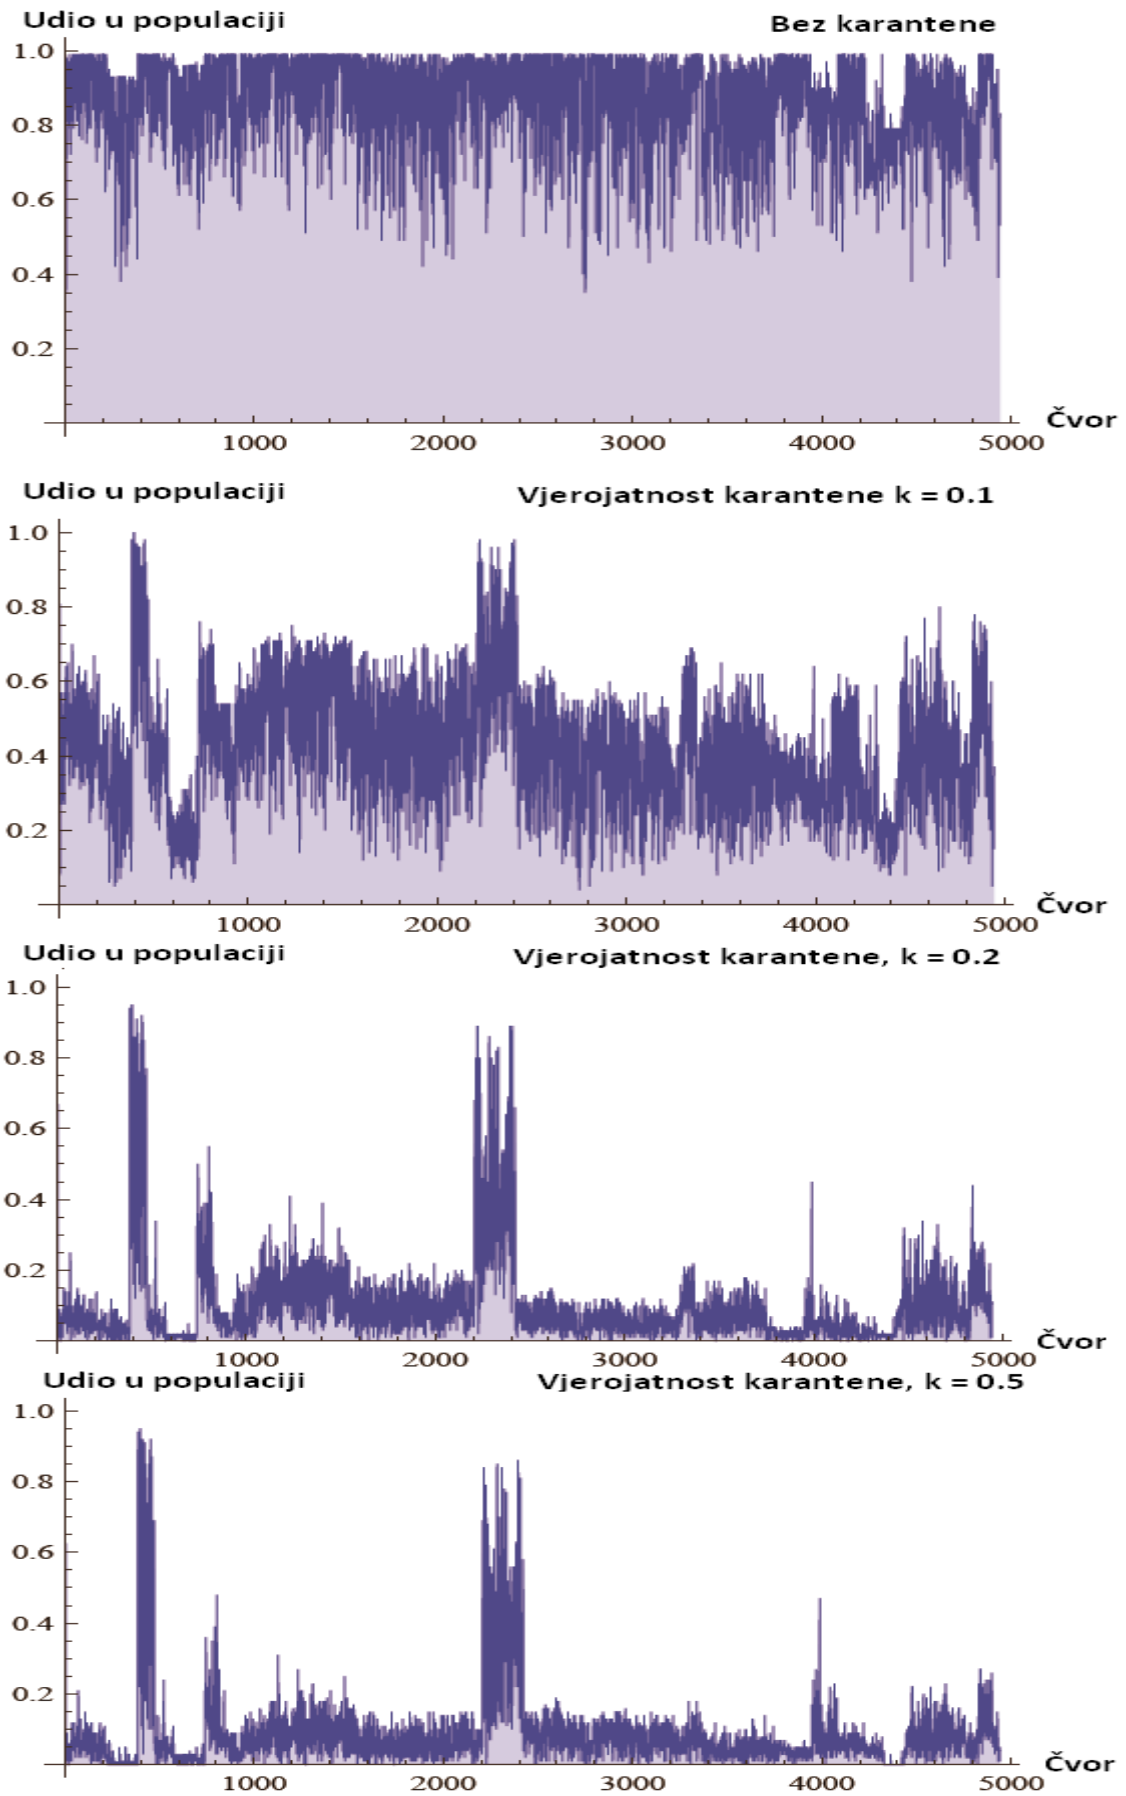 Udio u populaciji
Bez karantene
1.0
0.8
0.6
0.4
0.2
Čvor
1000 2000 3000 4000 5000
Udio u populaciji
Vjerojatnost karantene k = 0.1
1.0
0.8
0.6
0.4
0.2
Čvor
1000 2000 3000 4000 5000
Udio u populaciji
Vjerojatnost karantene, k = 0.2
1.0
0.8
0.6
0.4
0.2
Čvor
1000 2000 3000 4000 5000
Udio u populaciji
Vjerojatnost karantene, k = 0.5
1.0
0.8
0.6
0.4
0.2
Čvor
1000 2000 3000 4000 5000